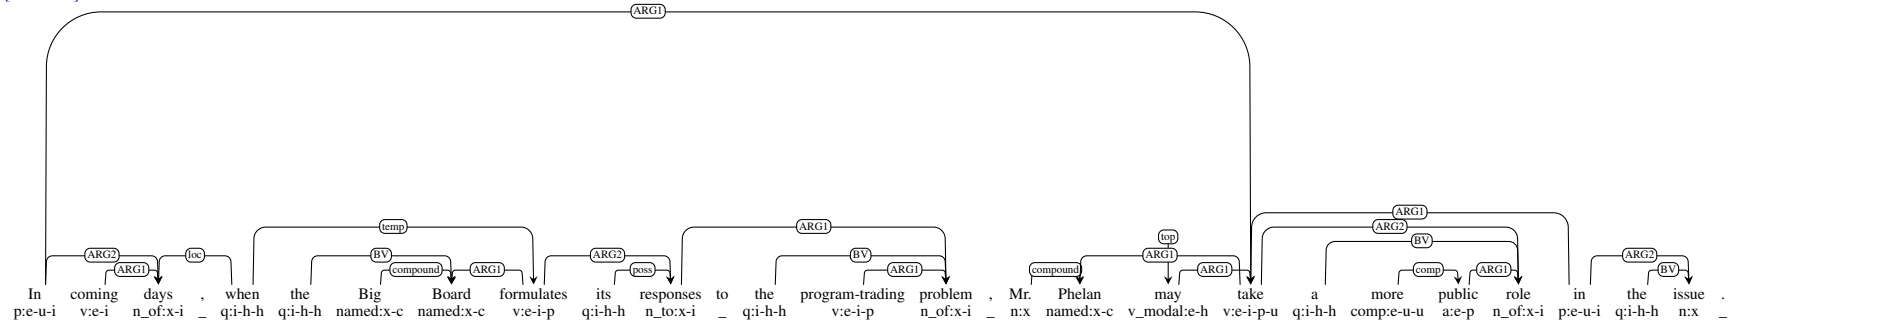 ARG1
ARG1
temp ARG1 ARG2
top BV
ARG2 loc BV ARG2 BV ARG1 ARG2
ARG1 compound ARG1 poss ARG1 compound ARG1 comp ARG1 BV
In coming days , when the Big Board formulates its responses to the program-trading problem , Mr. Phelan may take a more public role in the issue .
p:e-u-i v:e-i n_of:x-i _ q:i-h-h q:i-h-h named:x-c named:x-c v:e-i-p q:i-h-h n_to:x-i _ q:i-h-h v:e-i-p n_of:x-i _ n:x named:x-c v_modal:e-h v:e-i-p-u q:i-h-h comp:e-u-u a:e-p n_of:x-i p:e-u-i q:i-h-h n:x _